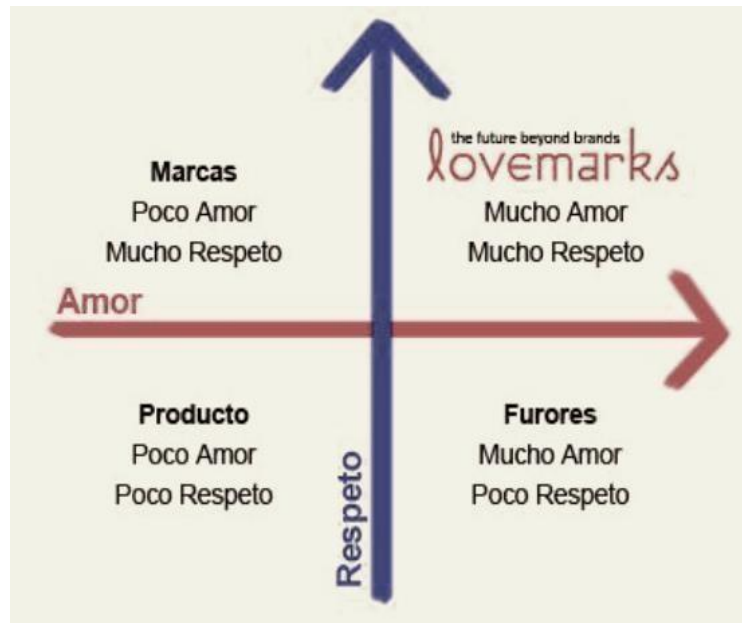 the future beyond brands
lovemarks
Marcas
Poco Amor
Mucho Respeto
Mucho Amor
Mucho Respeto
Amor
Producto
Poco Amor
Poco Respeto
Furores
Mucho Amor
Poco Respeto
Respeto